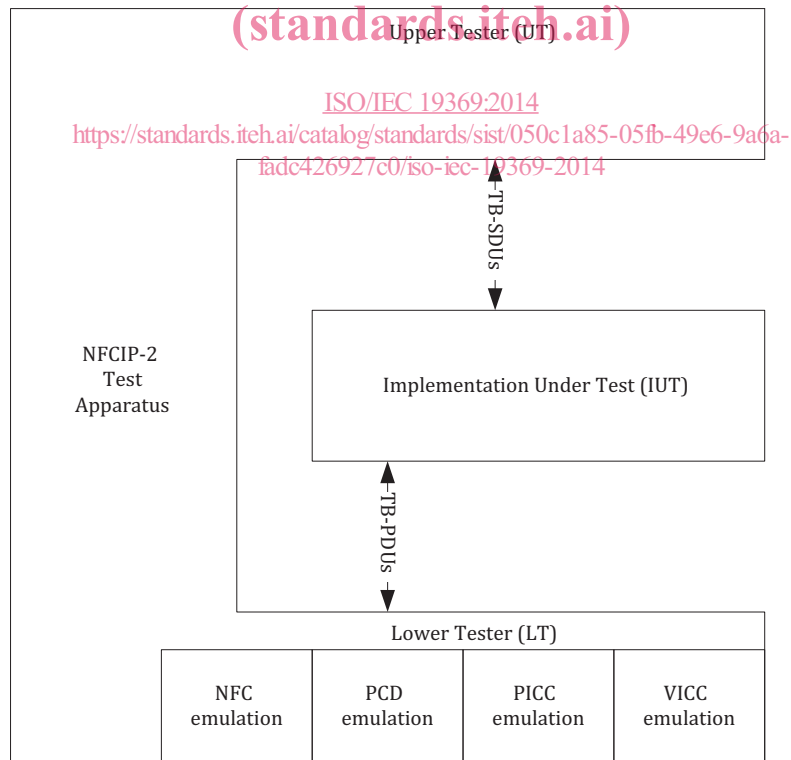 (standards.iteh.ai)
Upper Tester (UT)
ISO/IEC 19369:2014
https://standards.iteh.ai/catalog/standards/sist/050c1a85-05fb-49e6-9a6a-
fadc426927c0/iso-iec-19369-2014
TB-SDUs
NFCIP-2
Test
Apparatus
Implementation Under Test (IUT)
TB-PDUs
Lower Tester (LT)
NFC
emulation
PCD
emulation
PICC
emulation
VICC
emulation